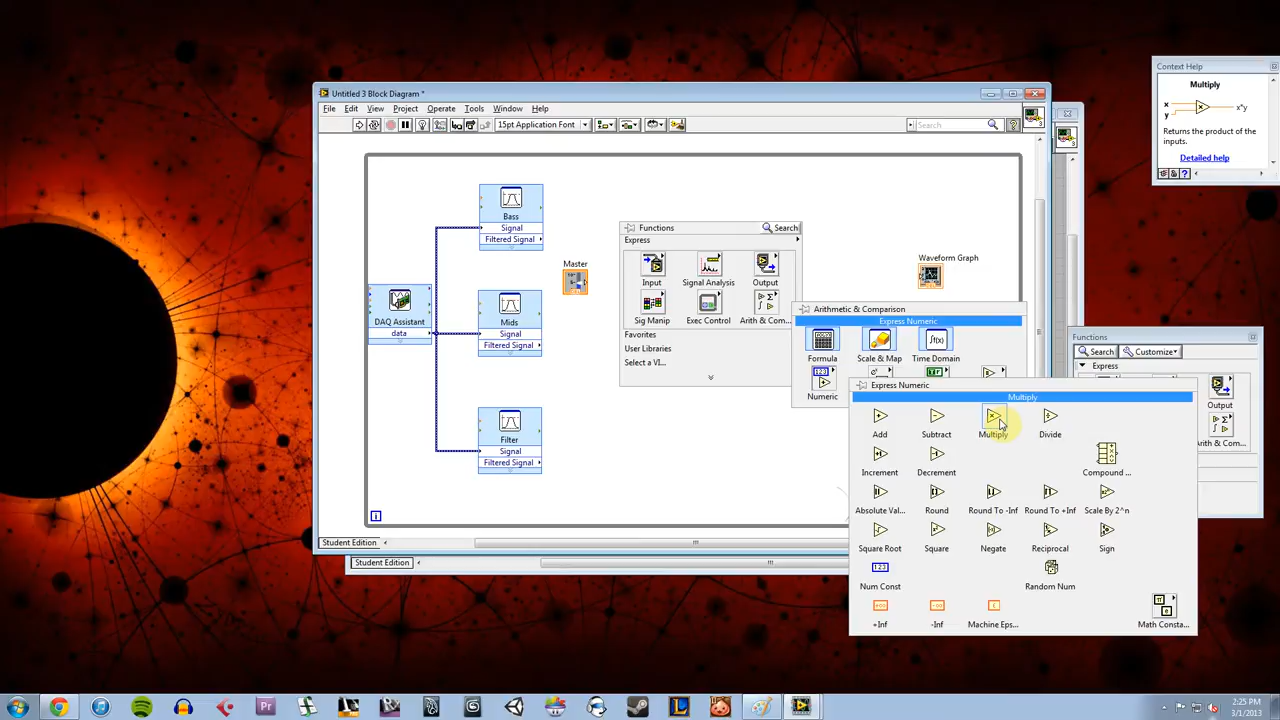 Untitled 3 Block Diagram *
File Edit View Project Operate Tools Window Help
15pt Application Font
Search
3
Context Help
Multiply
x
y
x*y
Returns the product of the
inputs.
Detailed help
Bass
Signal
Filtered Signal
Master
DAQ Assistant
data
Mids
Signal
Filtered Signal
Filter
Signal
Filtered Signal
i
Waveform Graph
Functions
Search
Express
Input
Signal Analysis
Output
Sig Manip
Exec Control
Arith & Com...
Favorites
User Libraries
Select a VI...
Arithmetic & Comparison
Express Numeric
Formula
Scale & Map
Time Domain
Numeric
Functions
Search
Customize
Express
Output
Arith & Com...
Express Numeric
Multiply
Add
Subtract
Multiply
Divide
Increment
Decrement
Compound ...
Absolute Val...
Round
Round To -Inf
Round To +Inf
Scale By 2^n
Square Root
Square
Negate
Reciprocal
Sign
Num Const
Random Num
+Inf
-Inf
Machine Eps...
Math Consta...
Student Edition
Student Edition
Pr
2:25 PM
3/1/2013